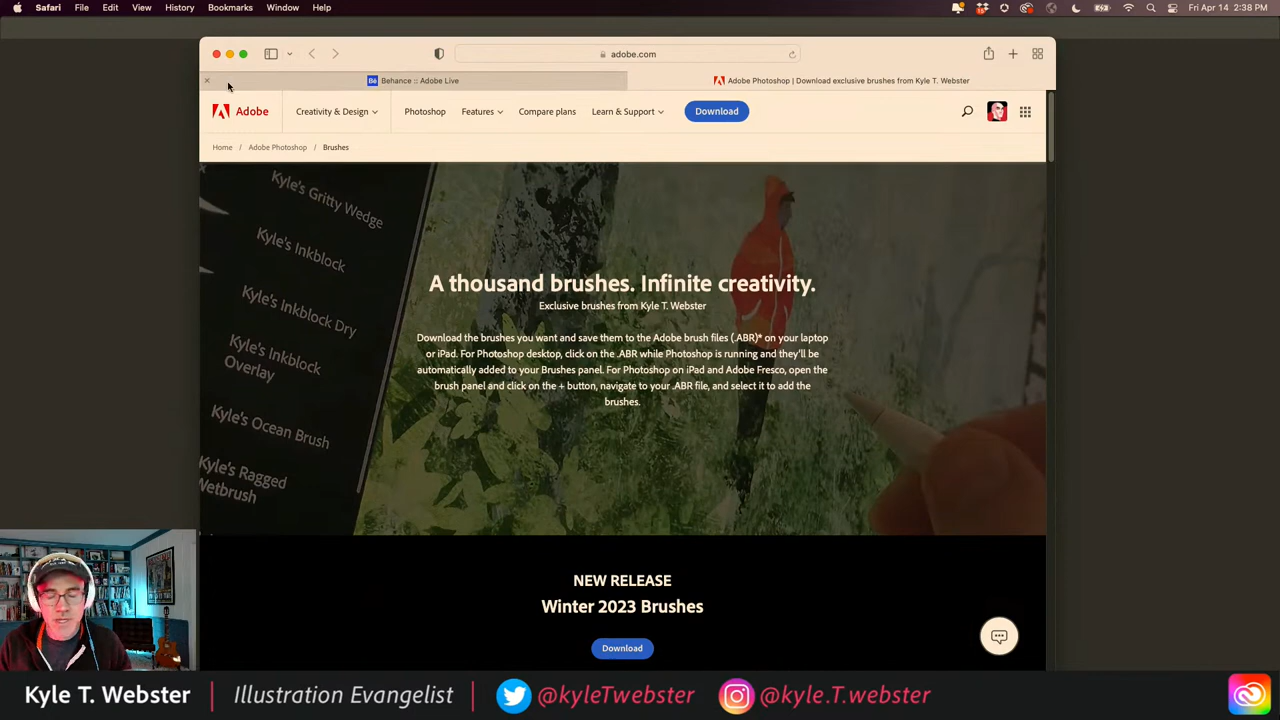 Safari File Edit View History Bookmarks Window Help
Fri Apr 14 2:38 PM
adobe.com
Bē Behance :: Adobe Live
Adobe Photoshop | Download exclusive brushes from Kyle T. Webster
Adobe Creativity & Design Photoshop Features Compare plans Learn & Support Download
Home / Adobe Photoshop / Brushes
Kyle's Gritty Wedge
Kyle's Inkblock
Kyle's Inkblock Dry
Kyle's Inkblock
Overlay
Kyle's Ocean Brush
Kyle's Ragged
Wetbrush
A thousand brushes. Infinite creativity.
Exclusive brushes from Kyle T. Webster
Download the brushes you want and save them to the Adobe brush files (.ABR)* on your laptop
or iPad. For Photoshop desktop, click on the .ABR while Photoshop is running and they'll be
automatically added to your Brushes panel. For Photoshop on iPad and Adobe Fresco, open the
brush panel and click on the + button, navigate to your .ABR file, and select it to add the
brushes.
NEW RELEASE
Winter 2023 Brushes
Download
Kyle T. Webster | Illustration Evangelist | @kyleTwebster @kyle.T.webster